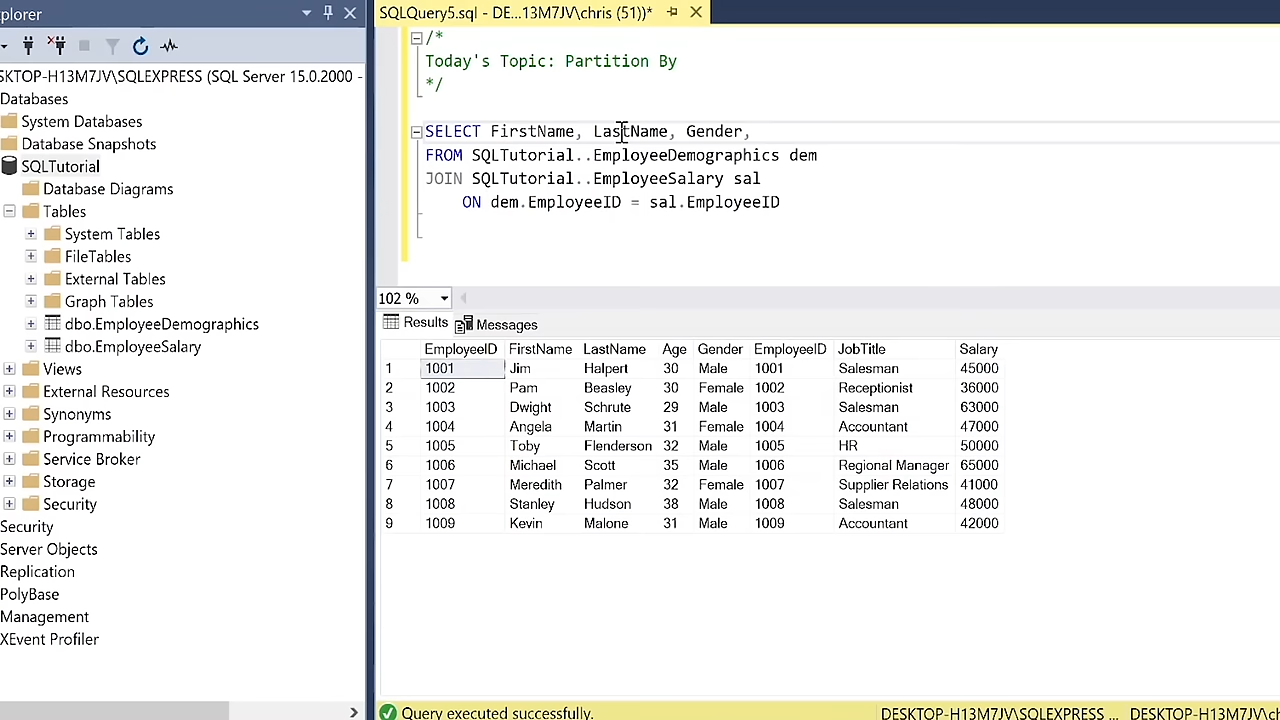 plorer
SQLQuery5.sql - DE...13M7JV\chris (51))*
SKTOP-H13M7JV\SQLEXPRESS (SQL Server 15.0.2000 -
Databases
System Databases
Database Snapshots
SQLTutorial
Database Diagrams
Tables
System Tables
FileTables
External Tables
Graph Tables
dbo.EmployeeDemographics
dbo.EmployeeSalary
Views
External Resources
Synonyms
Programmability
Service Broker
Storage
Security
Security
Server Objects
Replication
PolyBase
Management
XEvent Profiler
/*
Today's Topic: Partition By
*/
SELECT FirstName, LastName, Gender,
FROM SQLTutorial..EmployeeDemographics dem
JOIN SQLTutorial..EmployeeSalary sal
ON dem.EmployeeID = sal.EmployeeID
102 %
Results Messages
EmployeeID FirstName LastName Age Gender EmployeeID JobTitle Salary
1 1001 Jim Halpert 30 Male 1001 Salesman 45000
2 1002 Pam Beasley 30 Female 1002 Receptionist 36000
3 1003 Dwight Schrute 29 Male 1003 Salesman 63000
4 1004 Angela Martin 31 Female 1004 Accountant 47000
5 1005 Toby Flenderson 32 Male 1005 HR 50000
6 1006 Michael Scott 35 Male 1006 Regional Manager 65000
7 1007 Meredith Palmer 32 Female 1007 Supplier Relations 41000
8 1008 Stanley Hudson 38 Male 1008 Salesman 48000
9 1009 Kevin Malone 31 Male 1009 Accountant 42000
Query executed successfully. DESKTOP-H13M7JV\SQLEXPRESS ... DESKTOP-H13M7JV\ch